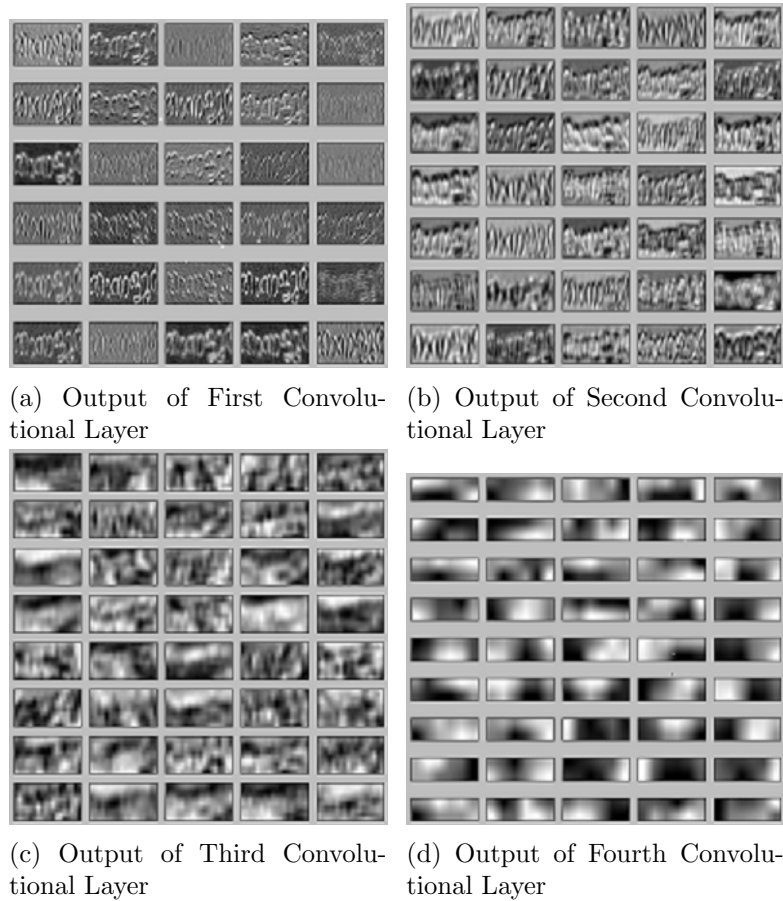 (a) Output of First Convolu-
tional Layer
(b) Output of Second Convolu-
tional Layer
(c) Output of Third Convolu-
tional Layer
(d) Output of Fourth Convolu-
tional Layer